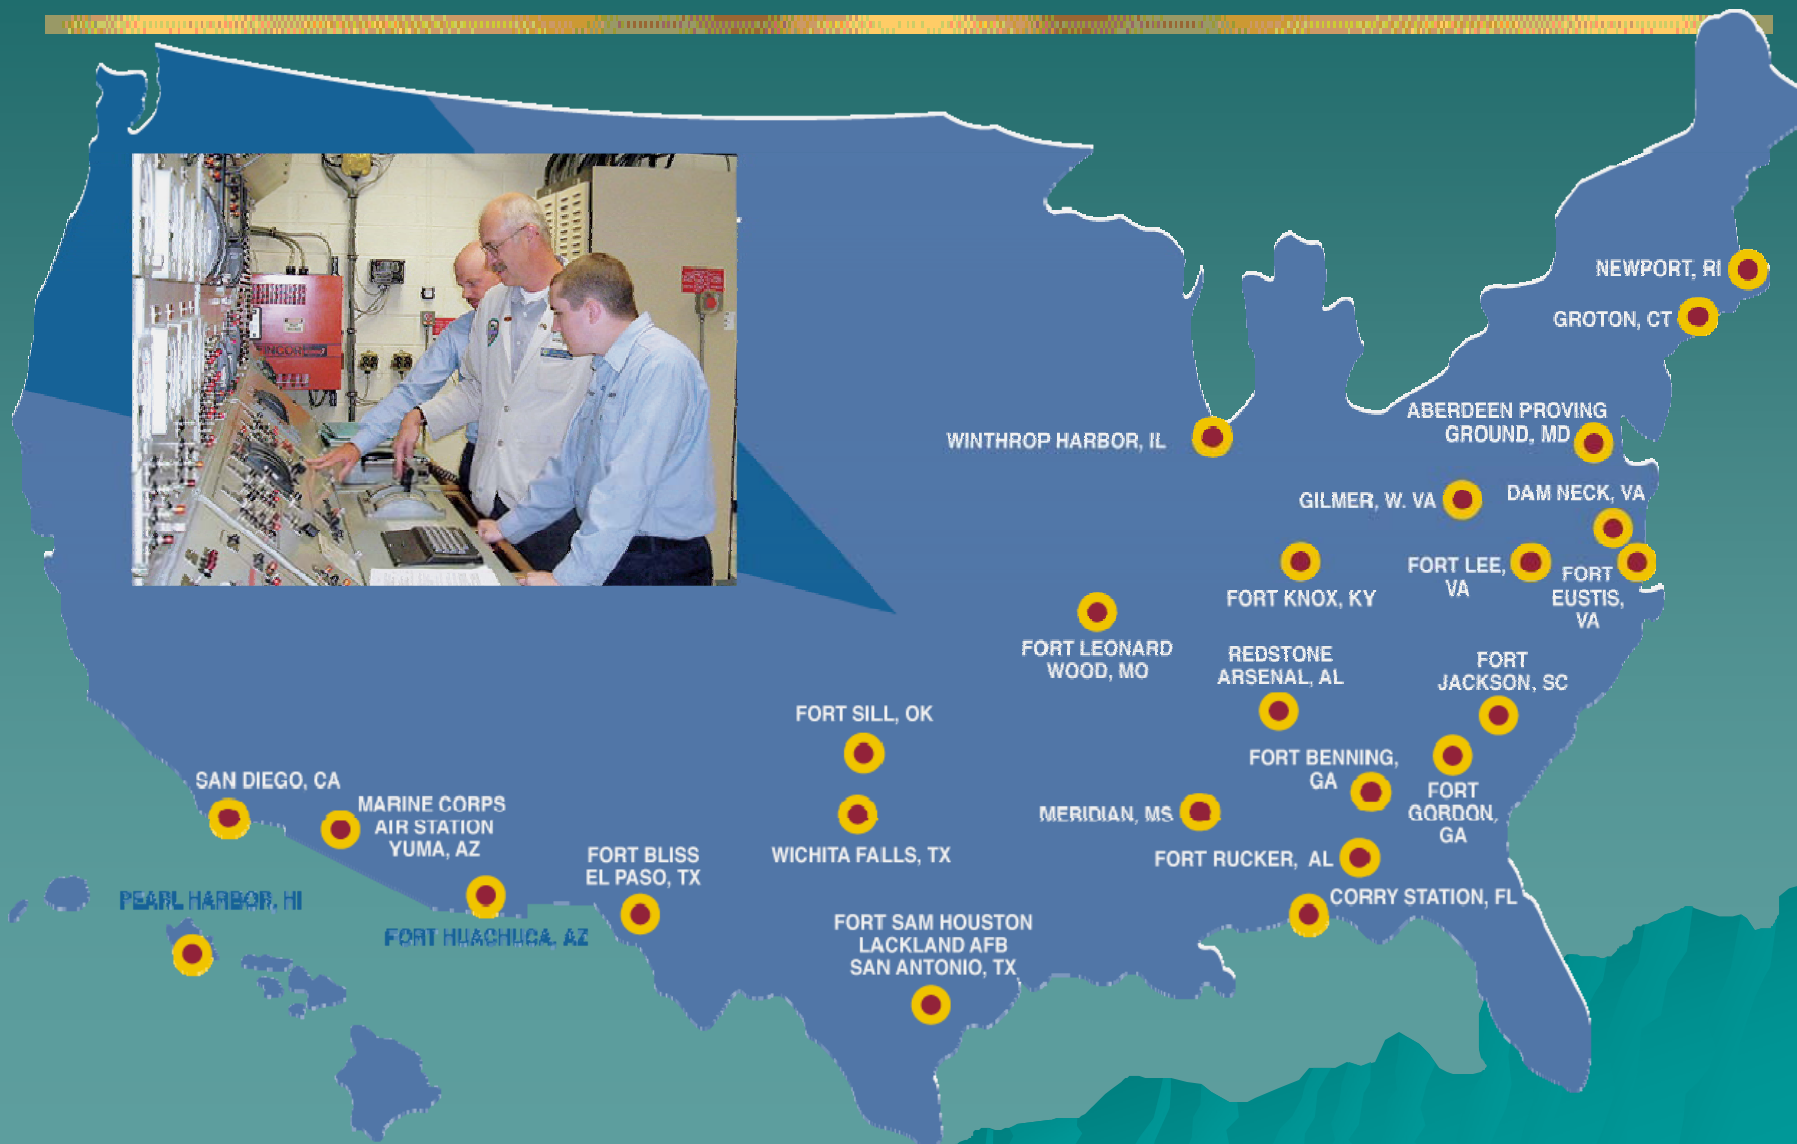 NEWPORT, RI
GROTON, CT
ABERDEEN PROVING
GROUND, MD
WINTHROP HARBOR, IL
GILMER, W. VA
DAM NECK, VA
FORT LEE,
VA
FORT
EUSTIS,
VA
FORT KNOX, KY
FORT LEONARD
WOOD, MO
REDSTONE
ARSENAL, AL
FORT
JACKSON, SC
FORT SILL, OK
FORT BENNING,
GA
SAN DIEGO, CA
MARINE CORPS
AIR STATION
YUMA, AZ
FORT
GORDON,
GA
MERIDIAN, MS
WICHITA FALLS, TX
FORT BLISS
EL PASO, TX
FORT RUCKER, AL
PEARL HARBOR, HI
CORRY STATION, FL
FORT HUACHUCA, AZ
FORT SAM HOUSTON
LACKLAND AFB
SAN ANTONIO, TX